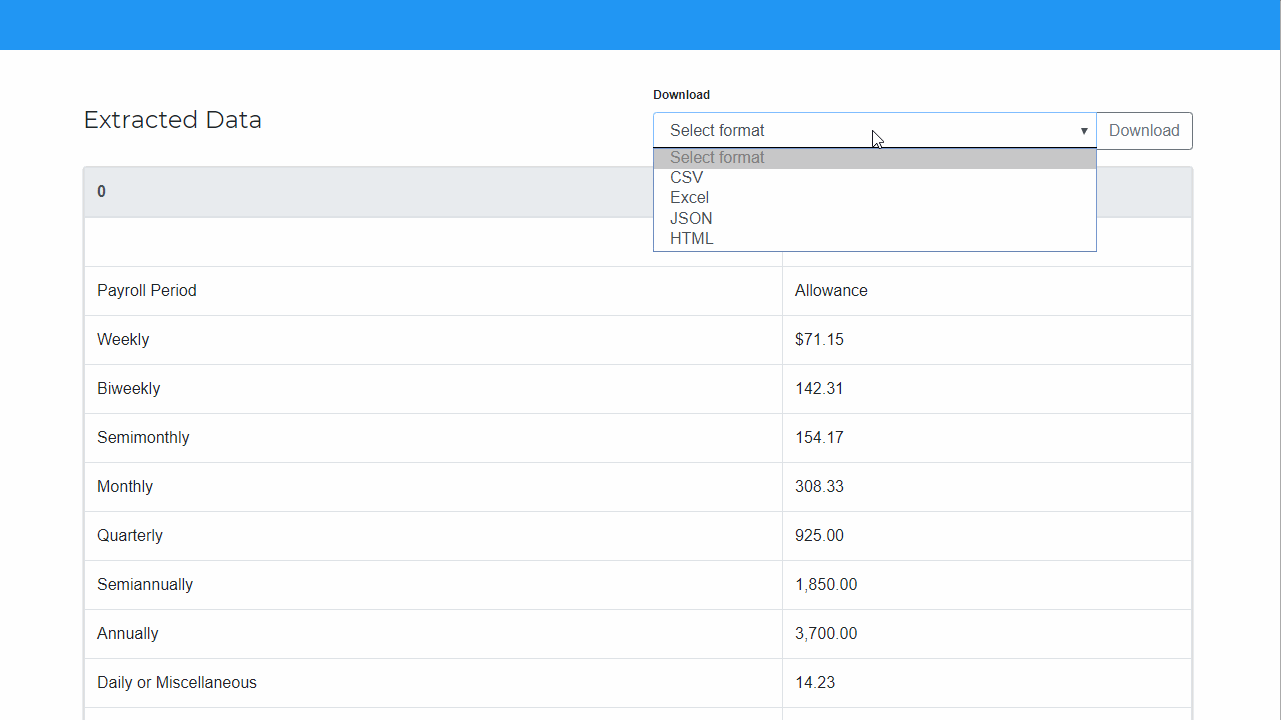 Download
Extracted Data
Select format ▼ Download
Select format
CSV
Excel
JSON
HTML
0
Payroll Period Allowance
Weekly $71.15
Biweekly 142.31
Semimonthly 154.17
Monthly 308.33
Quarterly 925.00
Semiannually 1,850.00
Annually 3,700.00
Daily or Miscellaneous 14.23